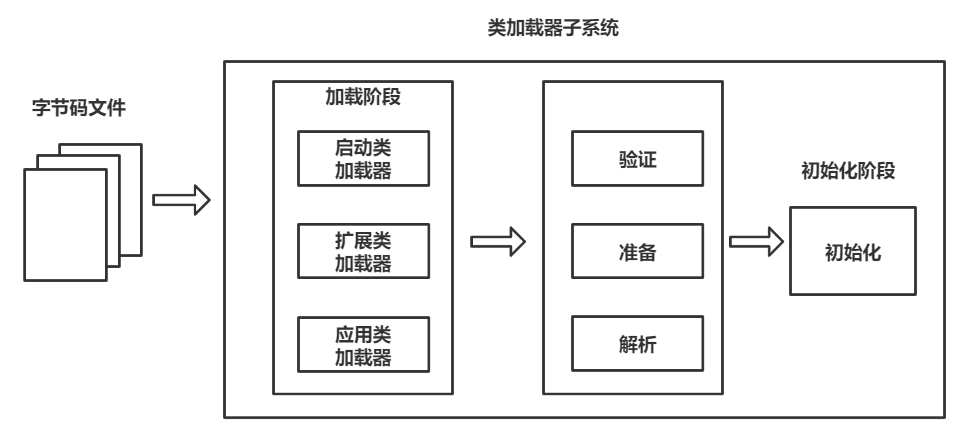 类加载器子系统
字节码文件
加载阶段
启动类
加载器
扩展类
加载器
应用类
加载器
验证
准备
解析
初始化阶段
初始化